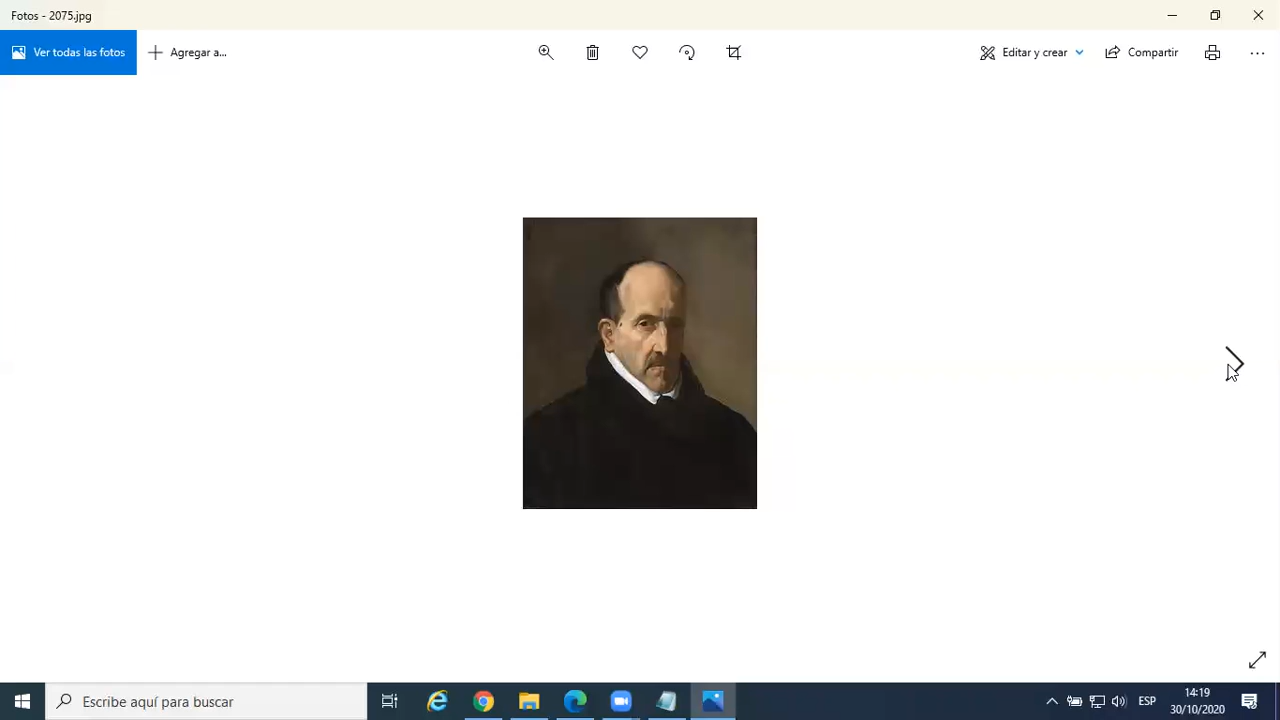 Fotos - 2075.jpg
Ver todas las fotos
Agregar a...
Editar y crear
Compartir
Escribe aquí para buscar
ESP
14:19
30/10/2020